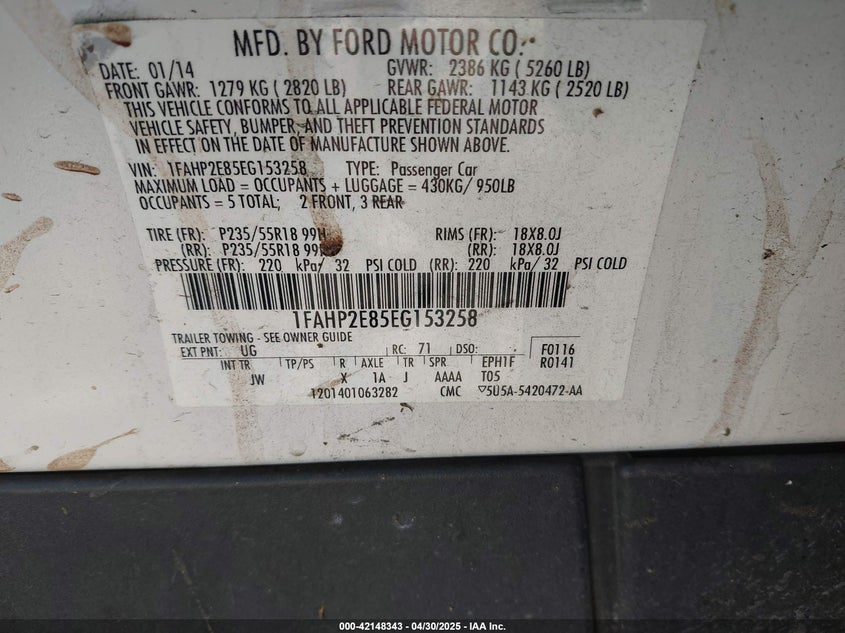 MFD. BY FORD MOTOR CO.
DATE: 01/14 GVWR: 2386 KG ( 5260 LB)
FRONT GAWR: 1279 KG ( 2820 LB) REAR GAWR: 1143 KG ( 2520 LB)
THIS VEHICLE CONFORMS TO ALL APPLICABLE FEDERAL MOTOR
VEHICLE SAFETY, BUMPER, AND THEFT PREVENTION STANDARDS
IN EFFECT ON THE DATE OF MANUFACTURE SHOWN ABOVE.
VIN: 1FAHP2E85EG153258 TYPE: Passenger Car
MAXIMUM LOAD = OCCUPANTS + LUGGAGE = 430KG/ 950LB
OCCUPANTS = 5 TOTAL; 2 FRONT, 3 REAR
TIRE (FR): P235/55R18 99H RIMS (FR): 18X8.0J
(RR): P235/55R18 99H (RR): 18X8.0J
PRESSURE (FR): 220 kPa/ 32 PSI COLD (RR): 220 kPa/ 32 PSI COLD
1FAHP2E85EG153258
TRAILER TOWING - SEE OWNER GUIDE
EXT PNT: UG RC: 71 DSO: F0116
INT TR TP/PS R AXLE TR SPR EPH1F R0141
JW X 1A J AAAA T05
1201401063282 CMC ▽5U5A-5420472-AA
000-42148343 - 04/30/2025 - IAA Inc.